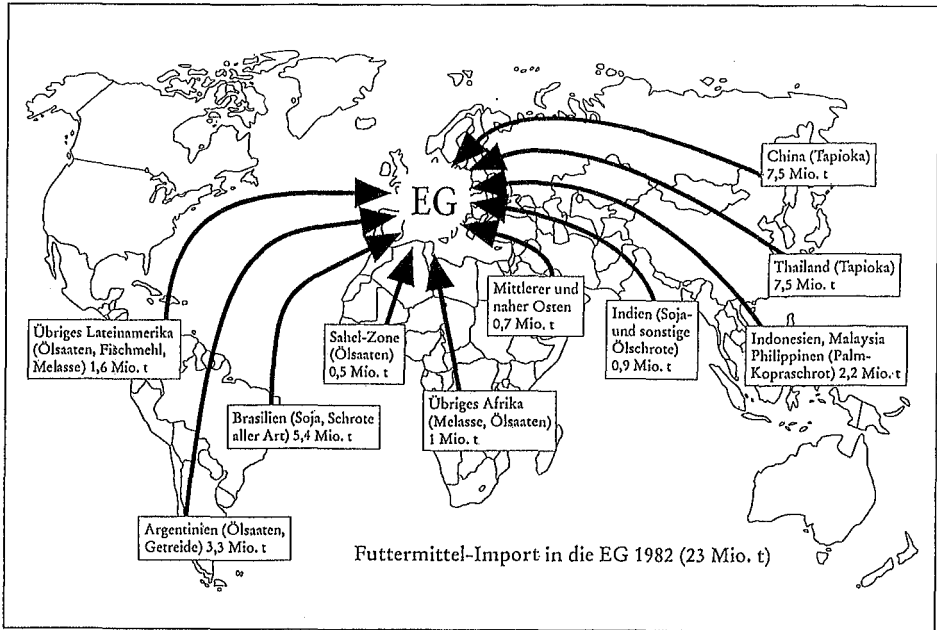 EG
China (Tapioka)
7,5 Mio. t
Thailand (Tapioka)
7,5 Mio. t
Mittlerer und
naher Osten
0,7 Mio. t
Indien (Soja-
und sonstige
Ölschrote)
0,9 Mio. t
Indonesien, Malaysia
Philippinen (Palm-
Kopraschrot) 2,2 Mio. t
Übriges Lateinamerika
(Ölsaaten, Fischmehl,
Melasse) 1,6 Mio. t
Sahel-Zone
(Ölsaaten)
0,5 Mio. t
Brasilien (Soja, Schrote
aller Art) 5,4 Mio. t
Übriges Afrika
(Melasse, Ölsaaten)
1 Mio. t
Argentinien (Ölsaaten,
Getreide) 3,3 Mio. t
Futtermittel-Import in die EG 1982 (23 Mio. t)